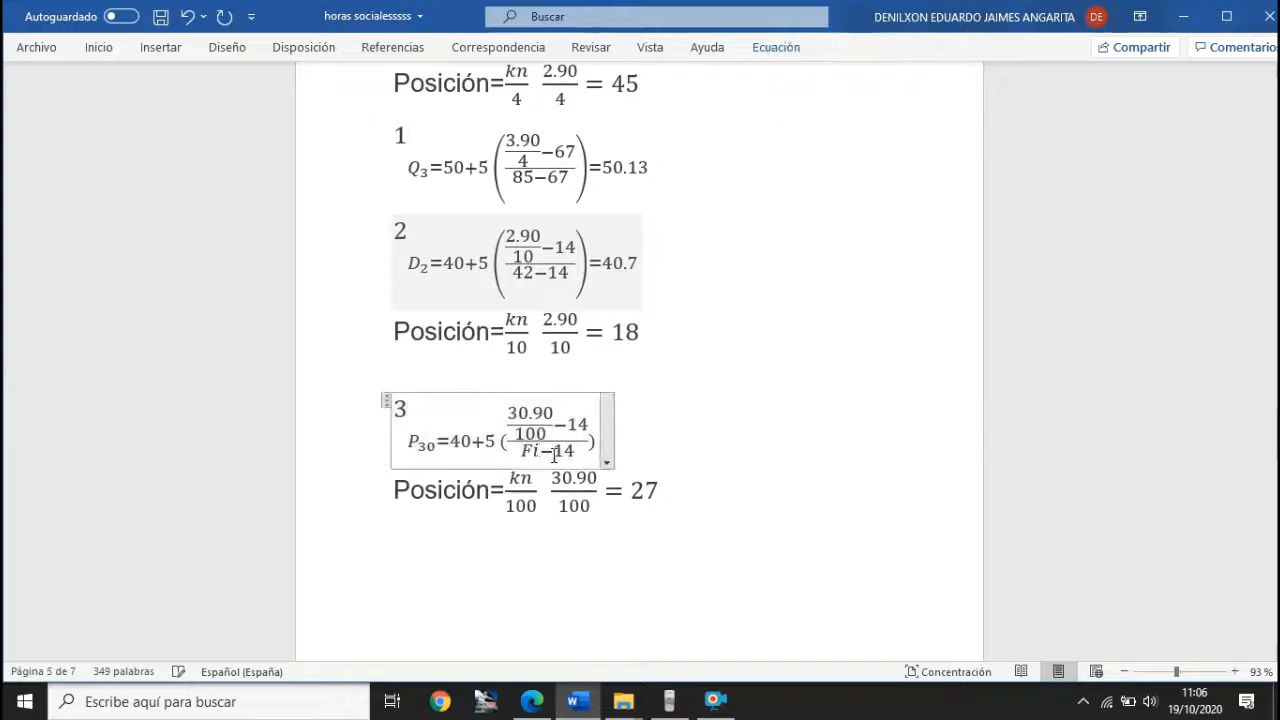 Autoguardado
horas socialesssss
Buscar
DENILXON EDUARDO JAIMES ANGARITA
DE
Archivo Inicio Insertar Diseño Disposición Referencias Correspondencia Revisar Vista Ayuda Ecuación Compartir Comentario
Posición=kn/4 2.90/4 = 45
1
Q3=50+5((3.90/4−67)/(85−67))=50.13
2
D2=40+5((2.90/10−14)/(42−14))=40.7
Posición=kn/10 2.90/10 = 18
3
P30=40+5((30.90/100−14)/(Fi−14))
Posición=kn/100 30.90/100 = 27
Página 5 de 7 349 palabras Español (España) Concentración 93 %
Escribe aquí para buscar
11:06
19/10/2020